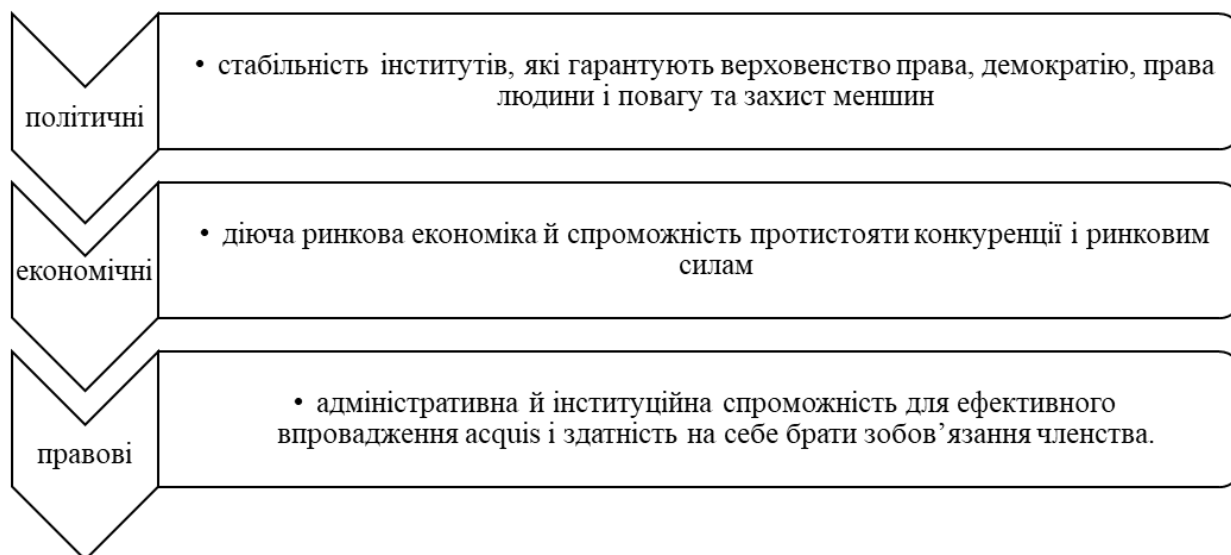 політичні
• стабільність інститутів, які гарантують верховенство права, демократію, права
людини і повагу та захист меншин
економічні
• діюча ринкова економіка й спроможність протистояти конкуренції і ринковим
силам
правові
• адміністративна й інституційна спроможність для ефективного
впровадження acquis і здатність на себе брати зобов’язання членства.